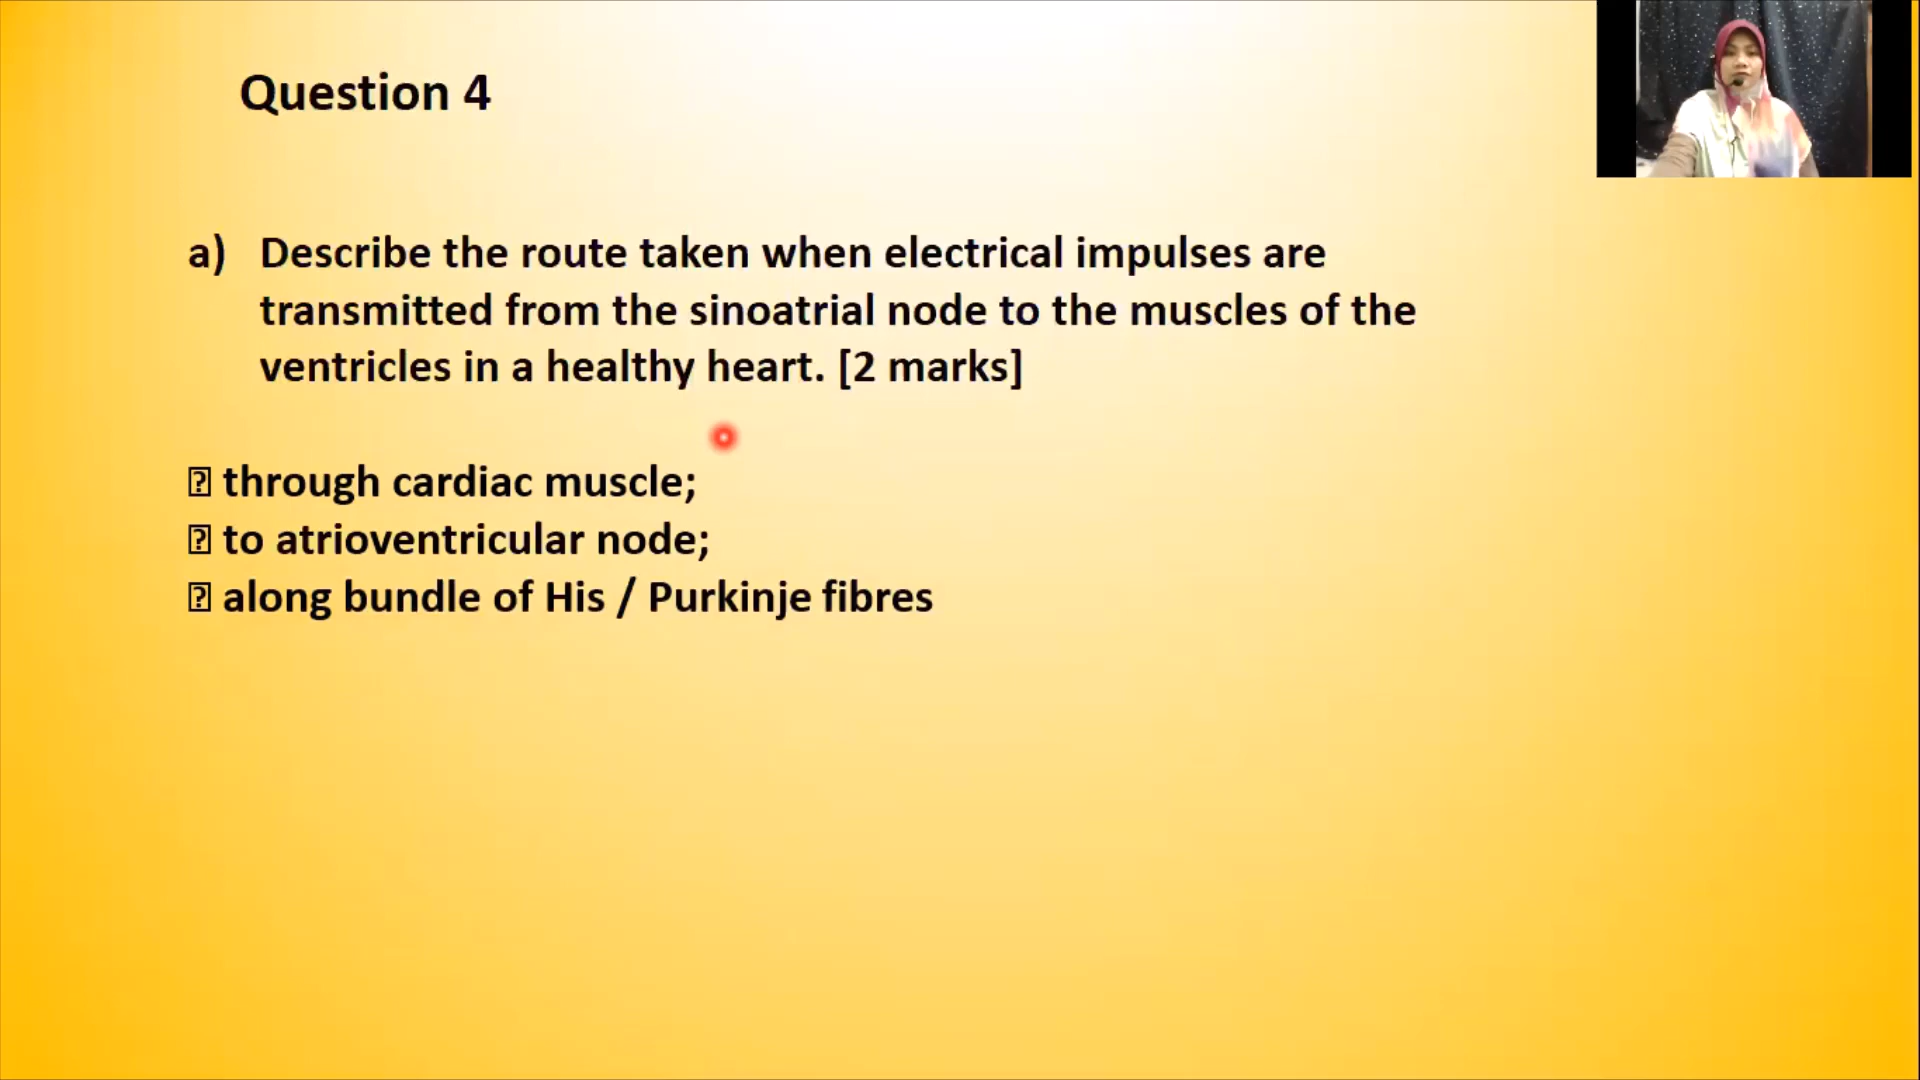 Question 4
a) Describe the route taken when electrical impulses are
transmitted from the sinoatrial node to the muscles of the
ventricles in a healthy heart. [2 marks]
⍰ through cardiac muscle;
⍰ to atrioventricular node;
⍰ along bundle of His / Purkinje fibres